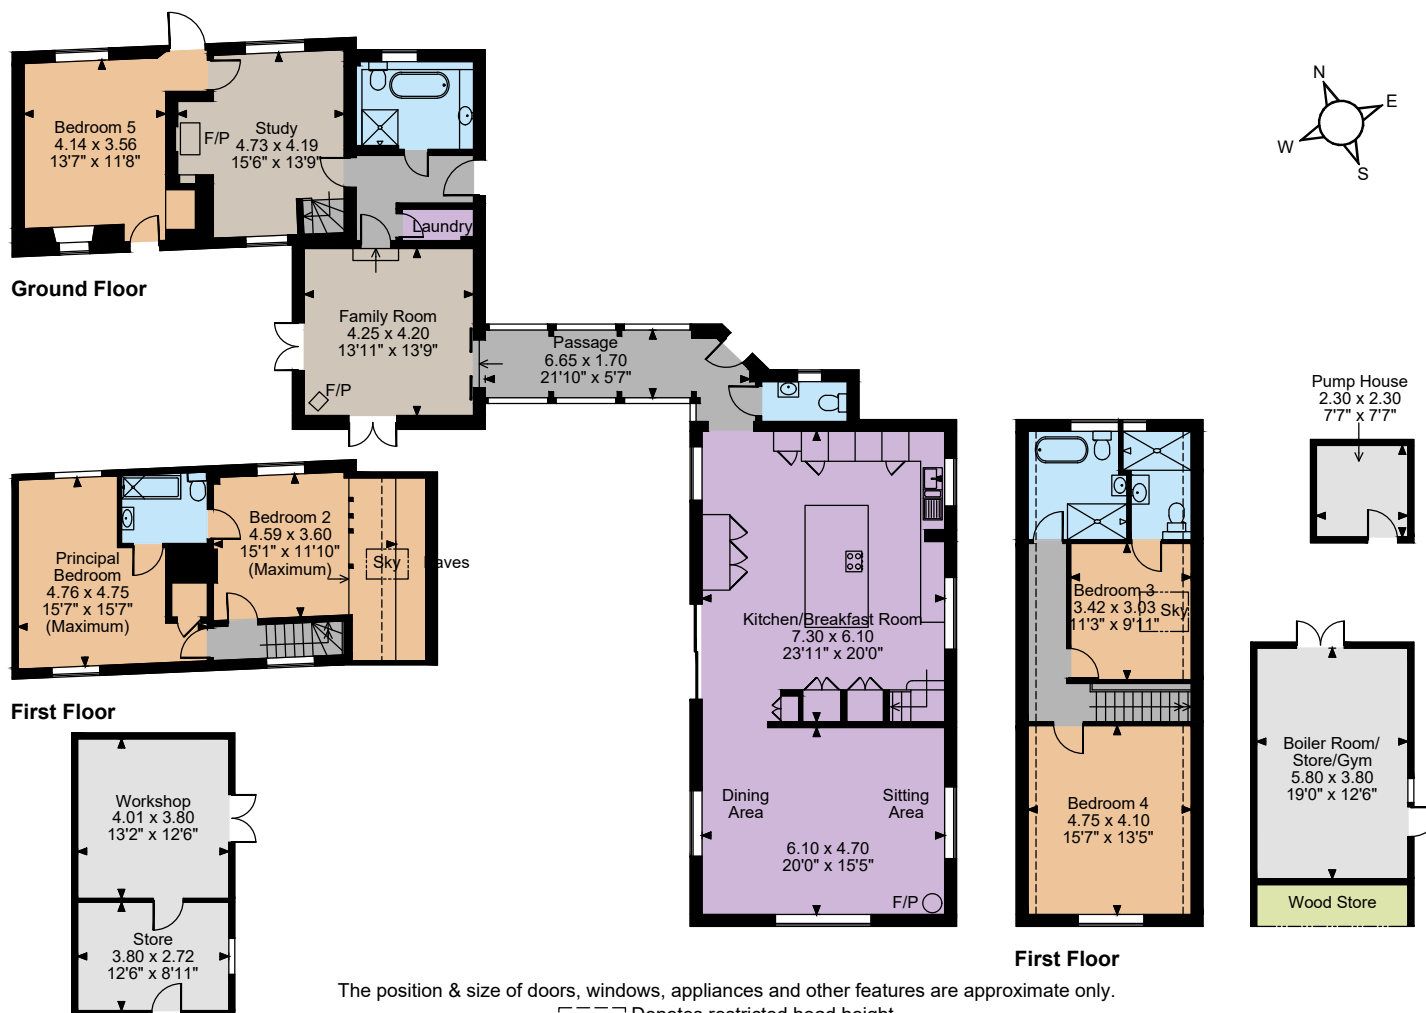 Bedroom 5
4.14 x 3.56
13'7" x 11'8"
F/P
Study
4.73 x 4.19
15'6" x 13'9"
Laundry
Ground Floor
Family Room
4.25 x 4.20
13'11" x 13'9"
F/P
Passage
6.65 x 1.70
21'10" x 5'7"
N
E
W
S
Pump House
2.30 x 2.30
7'7" x 7'7"
Principal
Bedroom
4.76 x 4.75
15'7" x 15'7"
(Maximum)
Bedroom 2
4.59 x 3.60
15'1" x 11'10"
(Maximum)
Sky
Eaves
First Floor
Kitchen/Breakfast Room
7.30 x 6.10
23'11" x 20'0"
Dining
Area
Sitting
Area
6.10 x 4.70
20'0" x 15'5"
F/P
Bedroom 3
3.42 x 3.03
11'3" x 9'11"
Sky
Bedroom 4
4.75 x 4.10
15'7" x 13'5"
First Floor
Boiler Room/
Store/Gym
5.80 x 3.80
19'0" x 12'6"
Wood Store
Workshop
4.01 x 3.80
13'2" x 12'6"
Store
3.80 x 2.72
12'6" x 8'11"
The position & size of doors, windows, appliances and other features are approximate only.
Denotes restricted head height